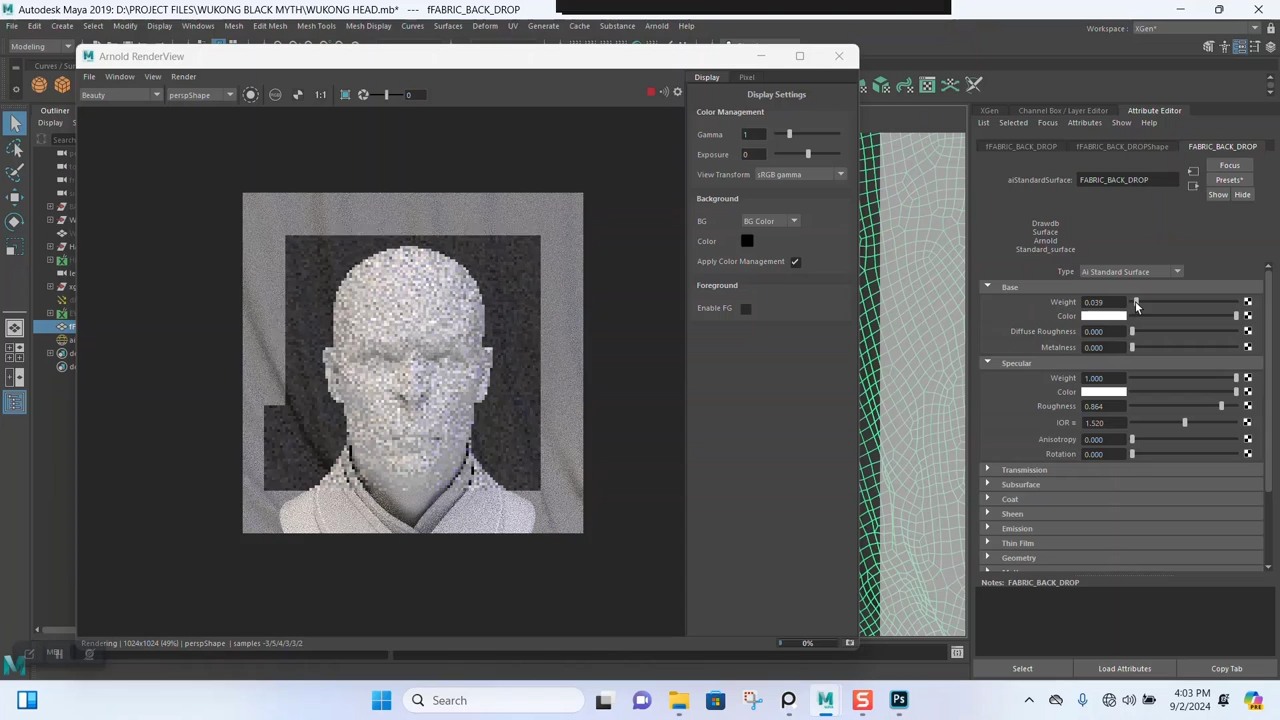 Autodesk Maya 2024: D:\PROJECT FILES\WUKONG BLACK MYTH\WUKONG HEAD.mb* --- fFABRIC_BACK_DROP
File Edit Create Select Modify Display Windows Mesh Edit Mesh Mesh Tools Mesh Display Curves Surfaces Deform UV Generate Cache Substance Arnold Help
Workspace : XGen*
Modeling
Arnold RenderView
Curves / Surfaces
File Window View Render
Beauty perspShape 1:1 0
Outliner
Display
Search
Display Pixel
Display Settings
Color Management
Gamma 1
Exposure 0
View Transform sRGB gamma
Background
BG BG Color
Color
Apply Color Management
Foreground
Enable FG
Rendering | 1024x1024 (49%) | perspShape | samples -3/5/4/3/3/2
0%
XGen Channel Box / Layer Editor Attribute Editor
List Selected Focus Attributes Show Help
fFABRIC_BACK_DROP fFABRIC_BACK_DROPShape FABRIC_BACK_DROP
Focus
aiStandardSurface: FABRIC_BACK_DROP Presets*
Show Hide
Drawdb
Surface
Arnold
Standard_surface
Type Ai Standard Surface
Base
Weight 0.039
Color
Diffuse Roughness 0.000
Metalness 0.000
Specular
Weight 1.000
Color
Roughness 0.864
IOR = 1.520
Anisotropy 0.000
Rotation 0.000
Transmission
Subsurface
Coat
Sheen
Emission
Thin Film
Geometry
Notes: FABRIC_BACK_DROP
Select Load Attributes Copy Tab
Search
4:03 PM
9/2/2024